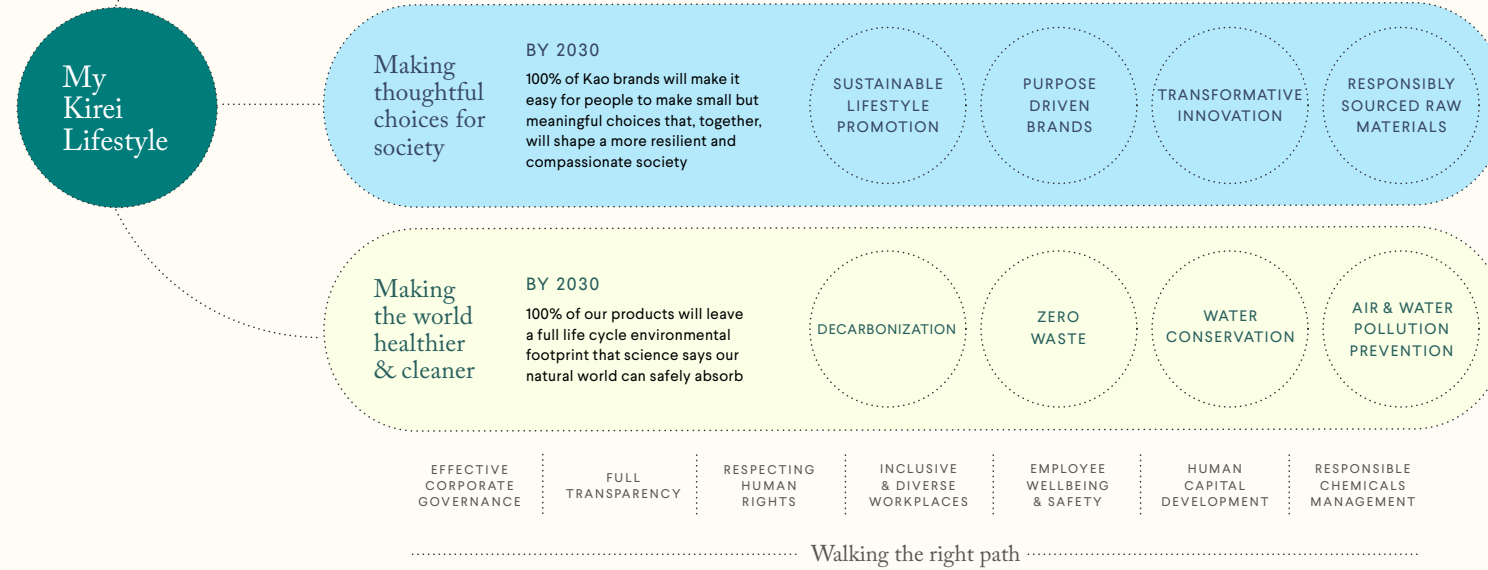 My
Kirei
Lifestyle
Making
thoughtful
choices for
society
BY 2030
100% of Kao brands will make it
easy for people to make small but
meaningful choices that, together,
will shape a more resilient and
compassionate society
SUSTAINABLE
LIFESTYLE
PROMOTION
PURPOSE
DRIVEN
BRANDS
TRANSFORMATIVE
INNOVATION
RESPONSIBLY
SOURCED RAW
MATERIALS
Making
the world
healthier
& cleaner
BY 2030
100% of our products will leave
a full life cycle environmental
footprint that science says our
natural world can safely absorb
DECARBONIZATION
ZERO
WASTE
WATER
CONSERVATION
AIR & WATER
POLLUTION
PREVENTION
EFFECTIVE
CORPORATE
GOVERNANCE
FULL
TRANSPARENCY
RESPECTING
HUMAN
RIGHTS
INCLUSIVE
& DIVERSE
WORKPLACES
EMPLOYEE
WELLBEING
& SAFETY
HUMAN
CAPITAL
DEVELOPMENT
RESPONSIBLE
CHEMICALS
MANAGEMENT
Walking the right path